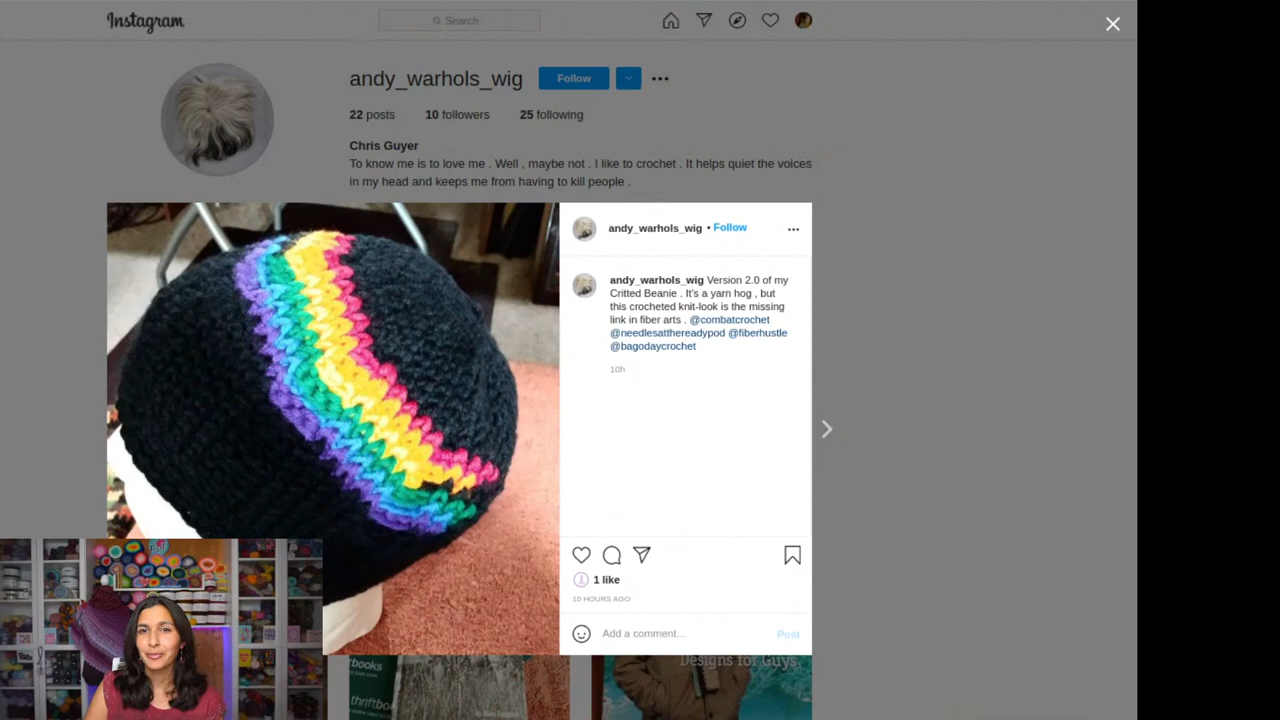 Instagram
Search
andy_warhols_wig
Follow
22 posts
10 followers
25 following
Chris Guyer
To know me is to love me . Well , maybe not . I like to crochet . It helps quiet the voices
in my head and keeps me from having to kill people .
andy_warhols_wig • Follow
andy_warhols_wig Version 2.0 of my
Critted Beanie . It's a yarn hog , but
this crocheted knit-look is the missing
link in fiber arts . @combatcrochet
@needlesatthereadypod @fiberhustle
@bagodaycrochet
10h
1 like
10 HOURS AGO
Add a comment…
Post
books
thriftbo
Designs for Guys